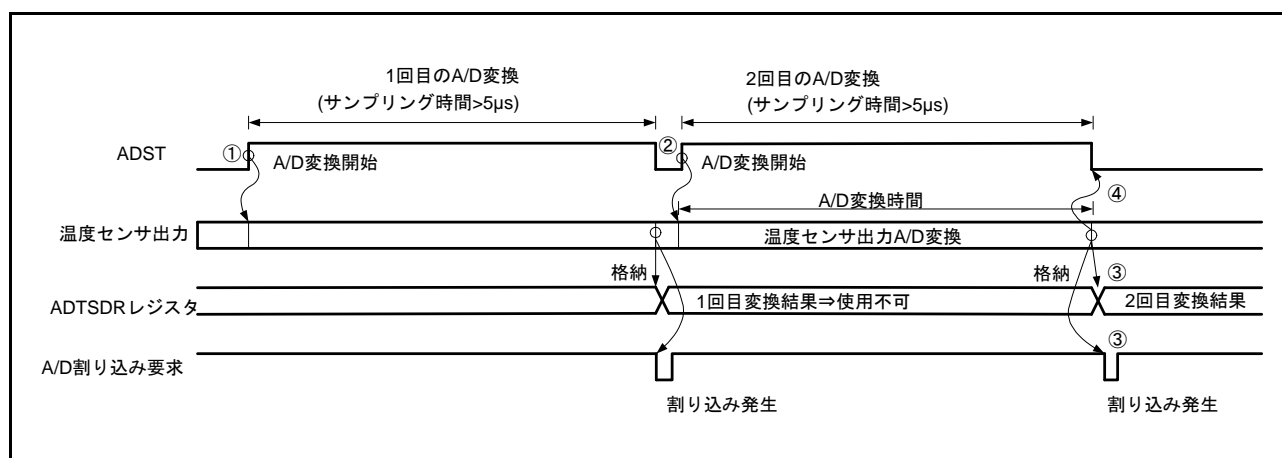 1回目のA/D変換
(サンプリング時間>5µs)
2回目のA/D変換
(サンプリング時間>5µs)
ADST
①
A/D変換開始
②
A/D変換開始
④
A/D変換時間
温度センサ出力
温度センサ出力A/D変換
格納
格納
③
ADTSDRレジスタ
1回目変換結果⇒使用不可
2回目変換結果
A/D割り込み要求
③
割り込み発生
割り込み発生